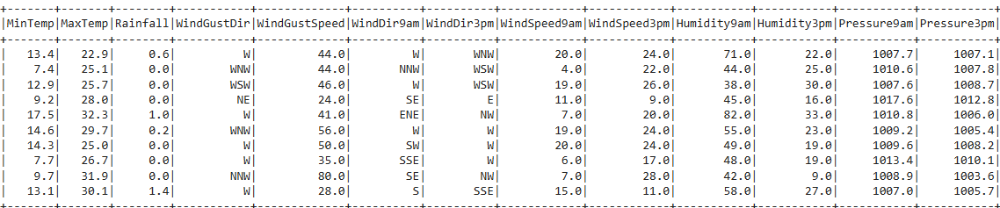 +-------+-------+--------+-----------+-------------+----------+----------+------------+------------+-----------+-----------+-----------+-----------+
|MinTemp|MaxTemp|Rainfall|WindGustDir|WindGustSpeed|WindDir9am|WindDir3pm|WindSpeed9am|WindSpeed3pm|Humidity9am|Humidity3pm|Pressure9am|Pressure3pm|
+-------+-------+--------+-----------+-------------+----------+----------+------------+------------+-----------+-----------+-----------+-----------+
|   13.4|   22.9|     0.6|          W|         44.0|         W|       WNW|        20.0|        24.0|       71.0|       22.0|     1007.7|     1007.1|
|    7.4|   25.1|     0.0|        WNW|         44.0|       NNW|       WSW|         4.0|        22.0|       44.0|       25.0|     1010.6|     1007.8|
|   12.9|   25.7|     0.0|        WSW|         46.0|         W|       WSW|        19.0|        26.0|       38.0|       30.0|     1007.6|     1008.7|
|    9.2|   28.0|     0.0|         NE|         24.0|        SE|         E|        11.0|         9.0|       45.0|       16.0|     1017.6|     1012.8|
|   17.5|   32.3|     1.0|          W|         41.0|       ENE|        NW|         7.0|        20.0|       82.0|       33.0|     1010.8|     1006.0|
|   14.6|   29.7|     0.2|        WNW|         56.0|         W|         W|        19.0|        24.0|       55.0|       23.0|     1009.2|     1005.4|
|   14.3|   25.0|     0.0|          W|         50.0|        SW|         W|        20.0|        24.0|       49.0|       19.0|     1009.6|     1008.2|
|    7.7|   26.7|     0.0|          W|         35.0|       SSE|         W|         6.0|        17.0|       48.0|       19.0|     1013.4|     1010.1|
|    9.7|   31.9|     0.0|        NNW|         80.0|        SE|        NW|         7.0|        28.0|       42.0|        9.0|     1008.9|     1003.6|
|   13.1|   30.1|     1.4|          W|         28.0|         S|       SSE|        15.0|        11.0|       58.0|       27.0|     1007.0|     1005.7|
+-------+-------+--------+-----------+-------------+----------+----------+------------+------------+-----------+-----------+-----------+-----------+